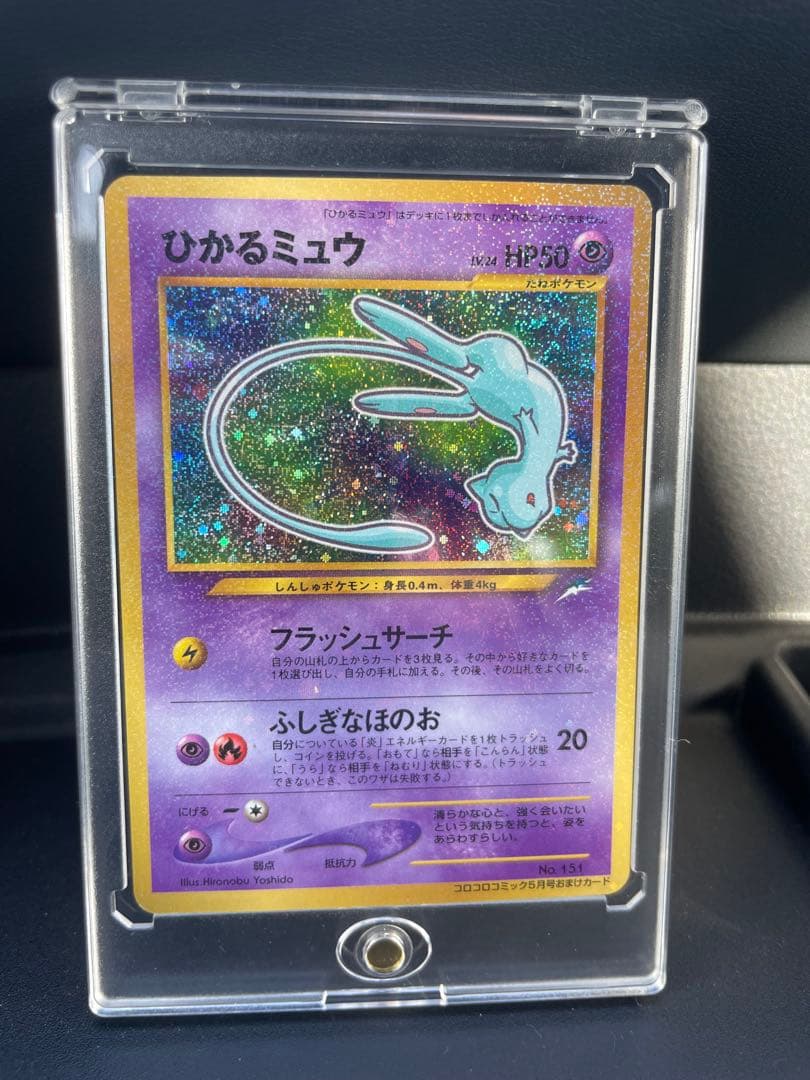 「ひかるミュウ」はデッキに1枚までしか入れることができません。
ひかるミュウ
LV.24 HP50
たねポケモン
しんしゅポケモン：身長0.4m、体重4kg
フラッシュサーチ
自分の山札の上からカードを3枚見る。その中から好きなカードを
1枚選び出し、自分の手札に加える。その後、その山札をよく切る。
ふしぎなほのお
自分についている「炎」エネルギーカードを1枚トラッシュ
し、コインを投げる。「おもて」なら相手を「こんらん」状態
に、「うら」なら相手を「ねむり」状態にする。（トラッシュ
できないとき、このワザは失敗する。）
20
にげる
弱点
抵抗力
清らかな心と、強く会いたい
という気持ちを持つと、姿を
あらわすらしい。
Illus.Hironobu Yoshida
No.151
コロコロコミック5月号おまけカード